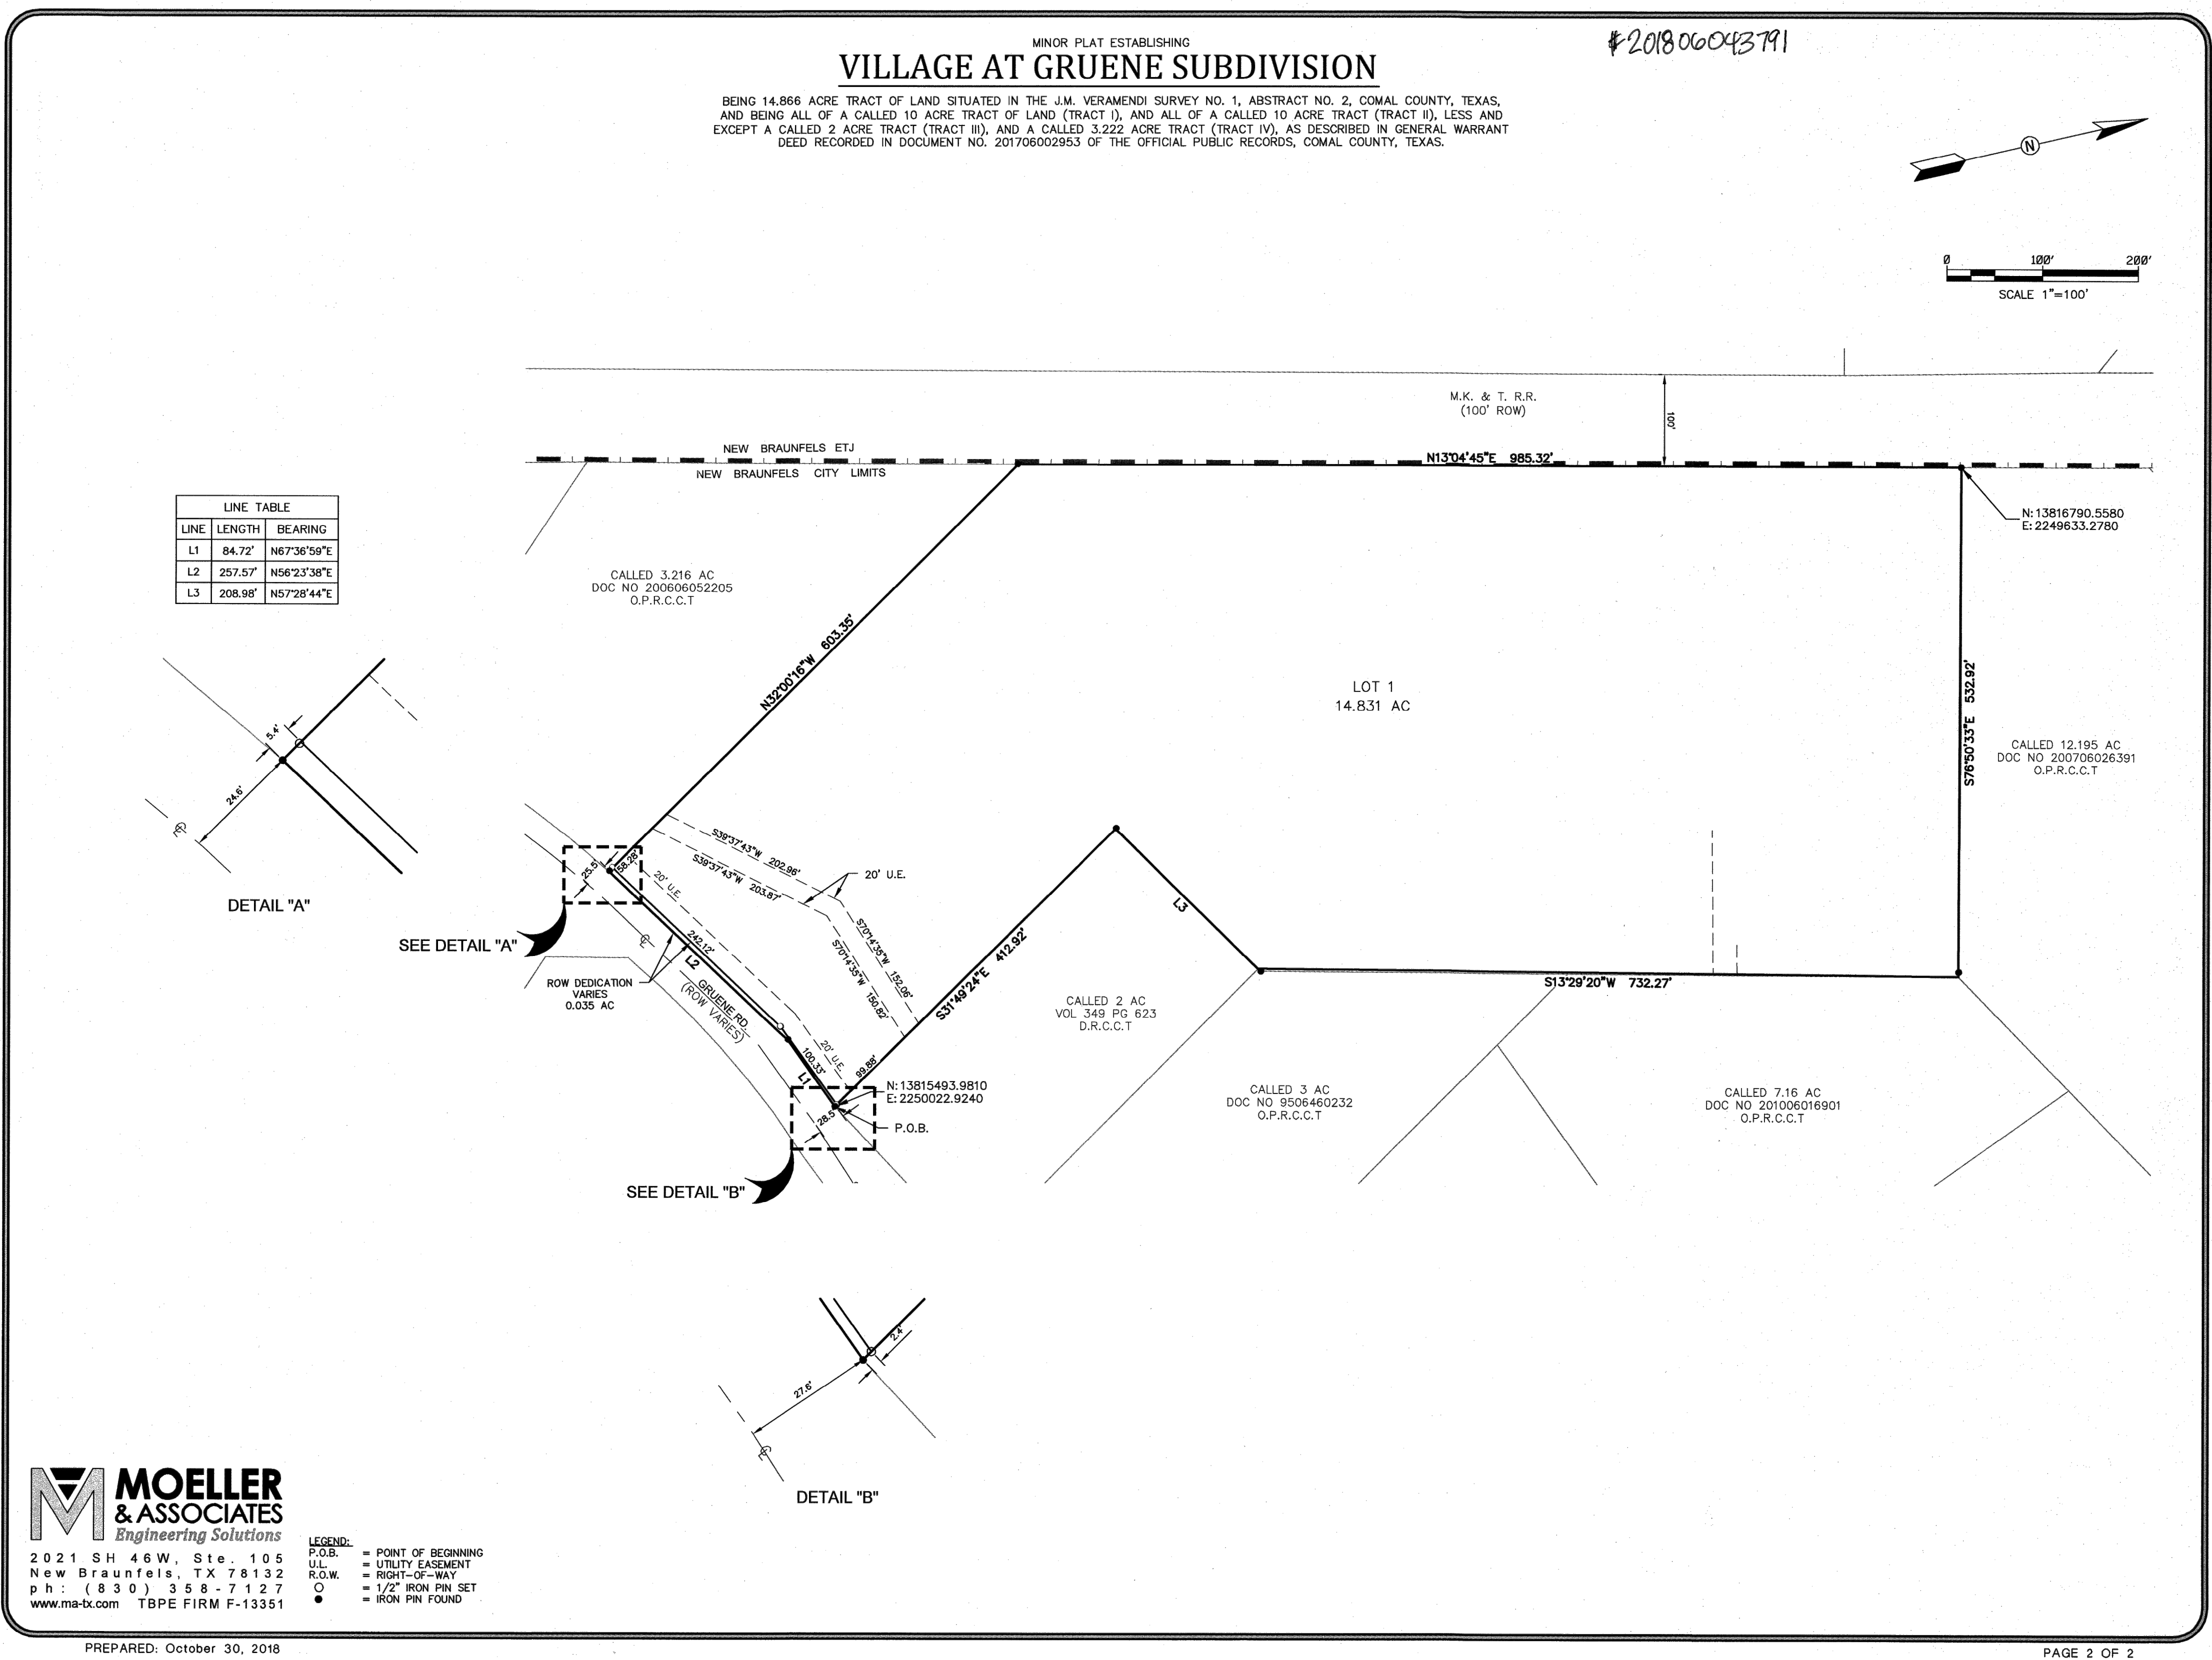 MINOR PLAT ESTABLISHING
VILLAGE AT GRUENE SUBDIVISION
#201806043791
BEING 14.866 ACRE TRACT OF LAND SITUATED IN THE J.M. VERAMENDI SURVEY NO. 1, ABSTRACT NO. 2, COMAL COUNTY, TEXAS,
AND BEING ALL OF A CALLED 10 ACRE TRACT OF LAND (TRACT I), AND ALL OF A CALLED 10 ACRE TRACT (TRACT II), LESS AND
EXCEPT A CALLED 2 ACRE TRACT (TRACT III), AND A CALLED 3.222 ACRE TRACT (TRACT IV), AS DESCRIBED IN GENERAL WARRANT
DEED RECORDED IN DOCUMENT NO. 201706002953 OF THE OFFICIAL PUBLIC RECORDS, COMAL COUNTY, TEXAS.
N
0 100' 200'
SCALE 1"=100'
M.K. & T. R.R.
(100' ROW)
100'
NEW BRAUNFELS ETJ
NEW BRAUNFELS CITY LIMITS
N13°04'45"E 985.32'
N:13816790.5580
E:2249633.2780
LINE TABLE
LINE LENGTH BEARING
L1 84.72' N67°36'59"E
L2 257.57' N56°23'38"E
L3 208.98' N57°28'44"E
CALLED 3.216 AC
DOC NO 200606052205
O.P.R.C.C.T
N32°00'16"W 603.35'
LOT 1
14.831 AC
S76°50'33"E 532.92'
CALLED 12.195 AC
DOC NO 200706026391
O.P.R.C.C.T
5.4'
24.6'
DETAIL "A"
25.5'
58.28'
20' U.E.
S39°37'43"W 202.96'
S39°37'43"W 203.87'
20' U.E.
S70°14'35"W 152.06'
S70°14'35"W 150.82'
SEE DETAIL "A"
242.12'
L2
ROW DEDICATION
VARIES
0.035 AC
GRUENE RD.
(ROW VARIES)
20' U.E.
100.33'
L1
99.88'
S31°49'24"E 412.92'
L3
CALLED 2 AC
VOL 349 PG 623
D.R.C.C.T
S13°29'20"W 732.27'
N:13815493.9810
E:2250022.9240
28.5'
P.O.B.
CALLED 3 AC
DOC NO 9506460232
O.P.R.C.C.T
CALLED 7.16 AC
DOC NO 201006016901
O.P.R.C.C.T
SEE DETAIL "B"
2.4'
27.6'
DETAIL "B"
MOELLER
& ASSOCIATES
Engineering Solutions
2021 SH 46W, Ste. 105
New Braunfels, TX 78132
ph: (830) 358-7127
www.ma-tx.com TBPE FIRM F-13351
LEGEND:
P.O.B. = POINT OF BEGINNING
U.L. = UTILITY EASEMENT
R.O.W. = RIGHT-OF-WAY
= 1/2" IRON PIN SET
= IRON PIN FOUND
PREPARED: October 30, 2018
PAGE 2 OF 2